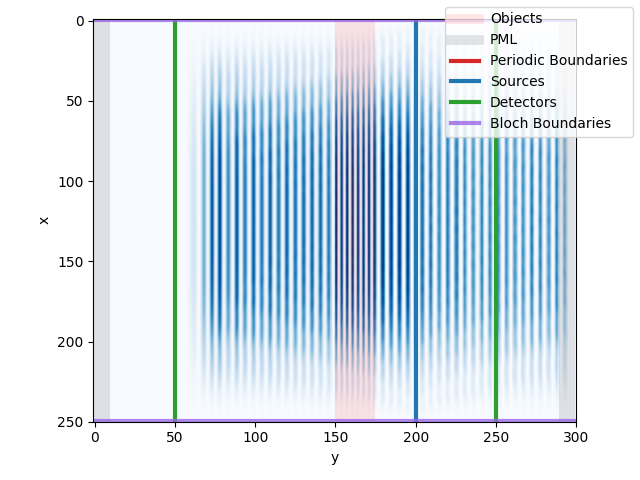 Objects
PML
Periodic Boundaries
Sources
Detectors
Bloch Boundaries
0
50
100
150
200
250
x
0 50 100 150 200 250 300
y